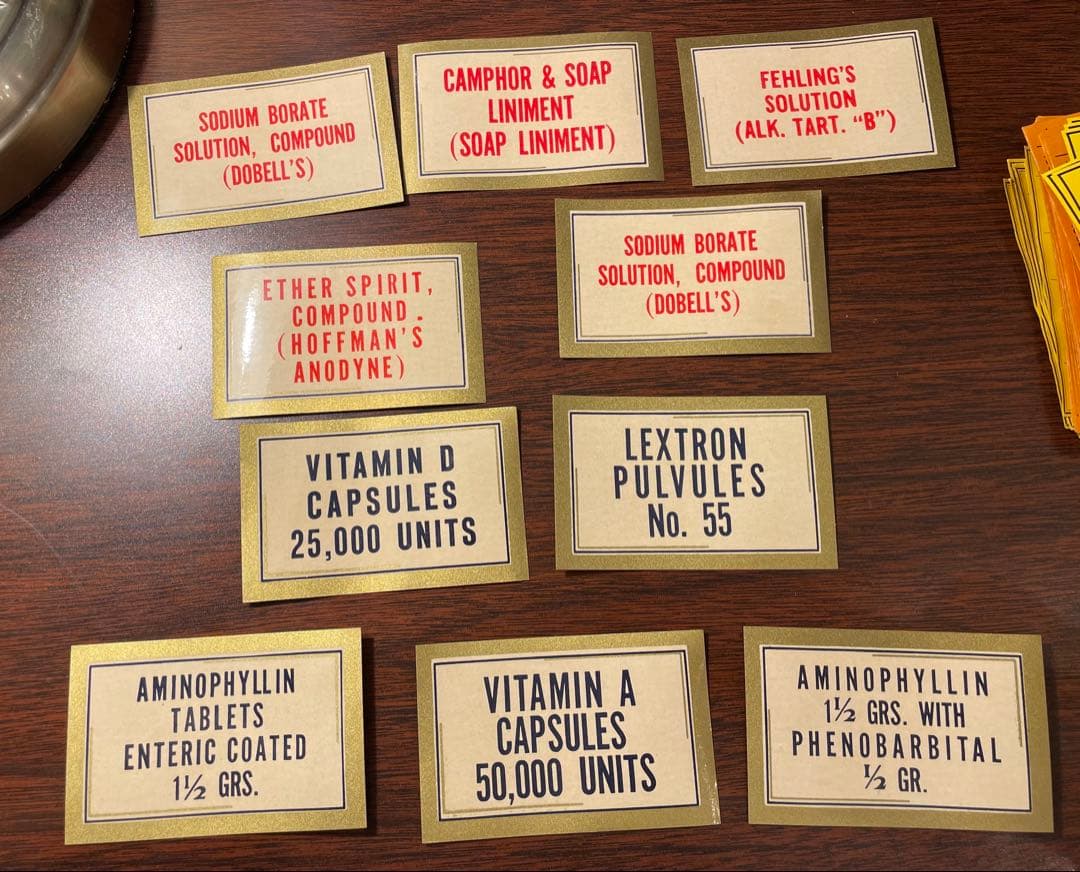 SODIUM BORATE
SOLUTION, COMPOUND
(DOBELL'S)
CAMPHOR & SOAP
LINIMENT
(SOAP LINIMENT)
FEHLING'S
SOLUTION
(ALK. TART. “B”)
ETHER SPIRIT,
COMPOUND.
(HOFFMAN'S
ANODYNE)
SODIUM BORATE
SOLUTION, COMPOUND
(DOBELL'S)
VITAMIN D
CAPSULES
25,000 UNITS
LEXTRON
PULVULES
No. 55
AMINOPHYLLIN
TABLETS
ENTERIC COATED
1½ GRS.
VITAMIN A
CAPSULES
50,000 UNITS
AMINOPHYLLIN
1½ GRS. WITH
PHENOBARBITAL
½ GR.